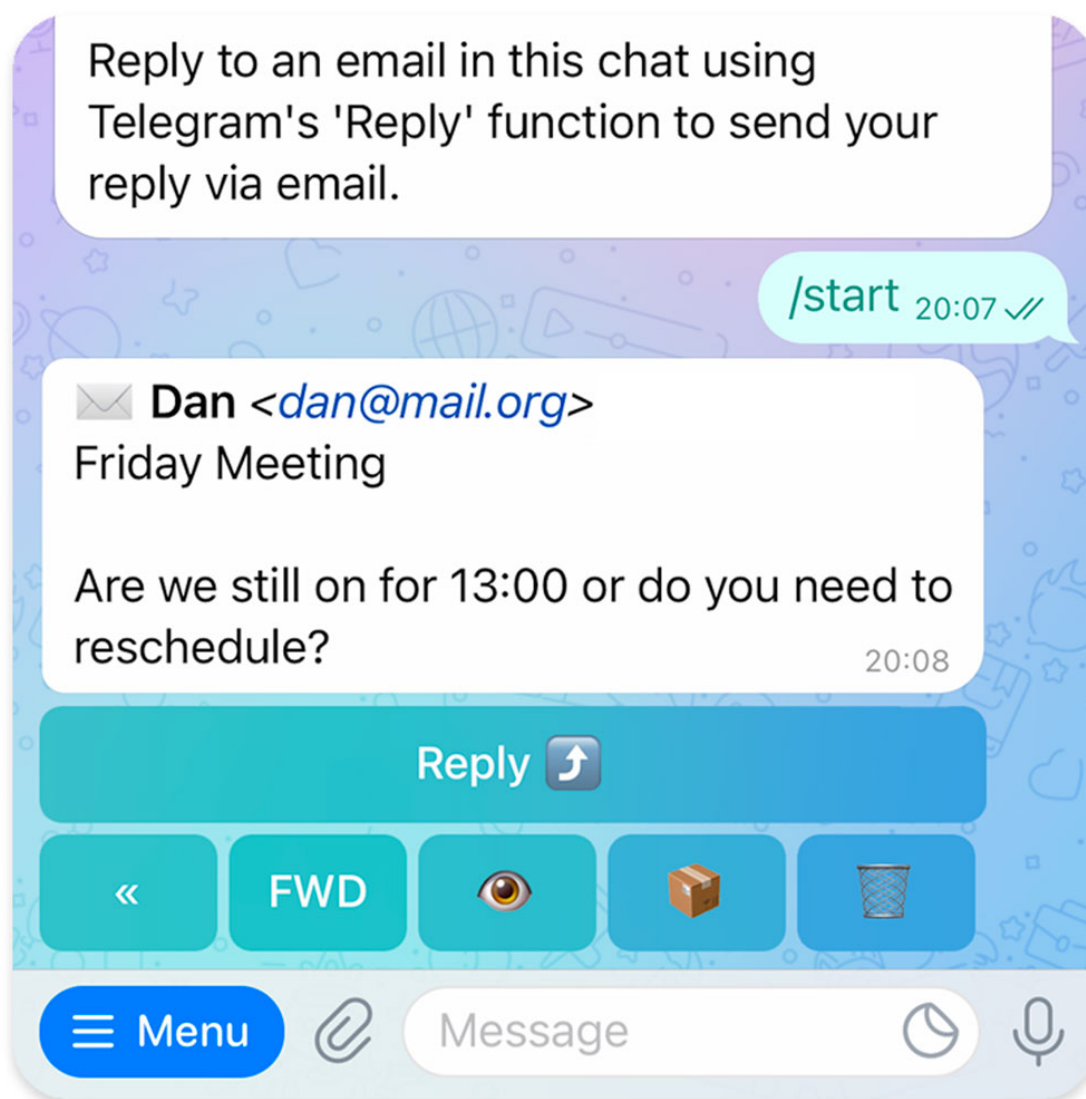 Reply to an email in this chat using
Telegram's 'Reply' function to send your
reply via email.
/start 20:07
Dan <dan@mail.org>
Friday Meeting
Are we still on for 13:00 or do you need to
reschedule?
20:08
Reply
« FWD
Menu Message